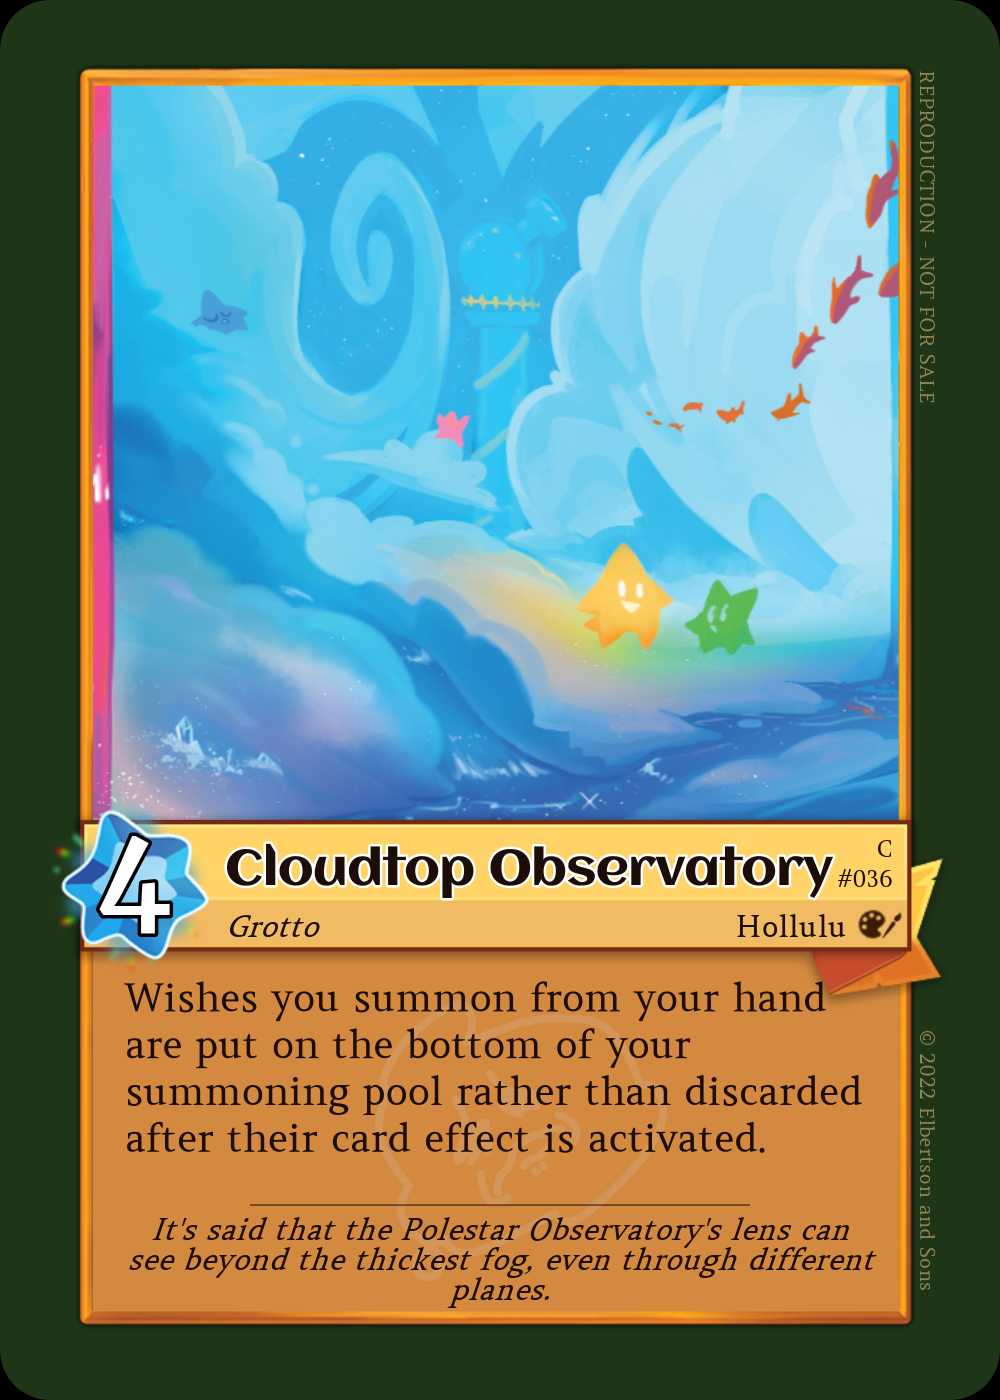 REPRODUCTION - NOT FOR SALE
4
Cloudtop Observatory
C
#036
Grotto
Hollulu
Wishes you summon from your hand
are put on the bottom of your
summoning pool rather than discarded
after their card effect is activated.
It's said that the Polestar Observatory's lens can
see beyond the thickest fog, even through different
planes.
© 2022 Elbertson and Sons